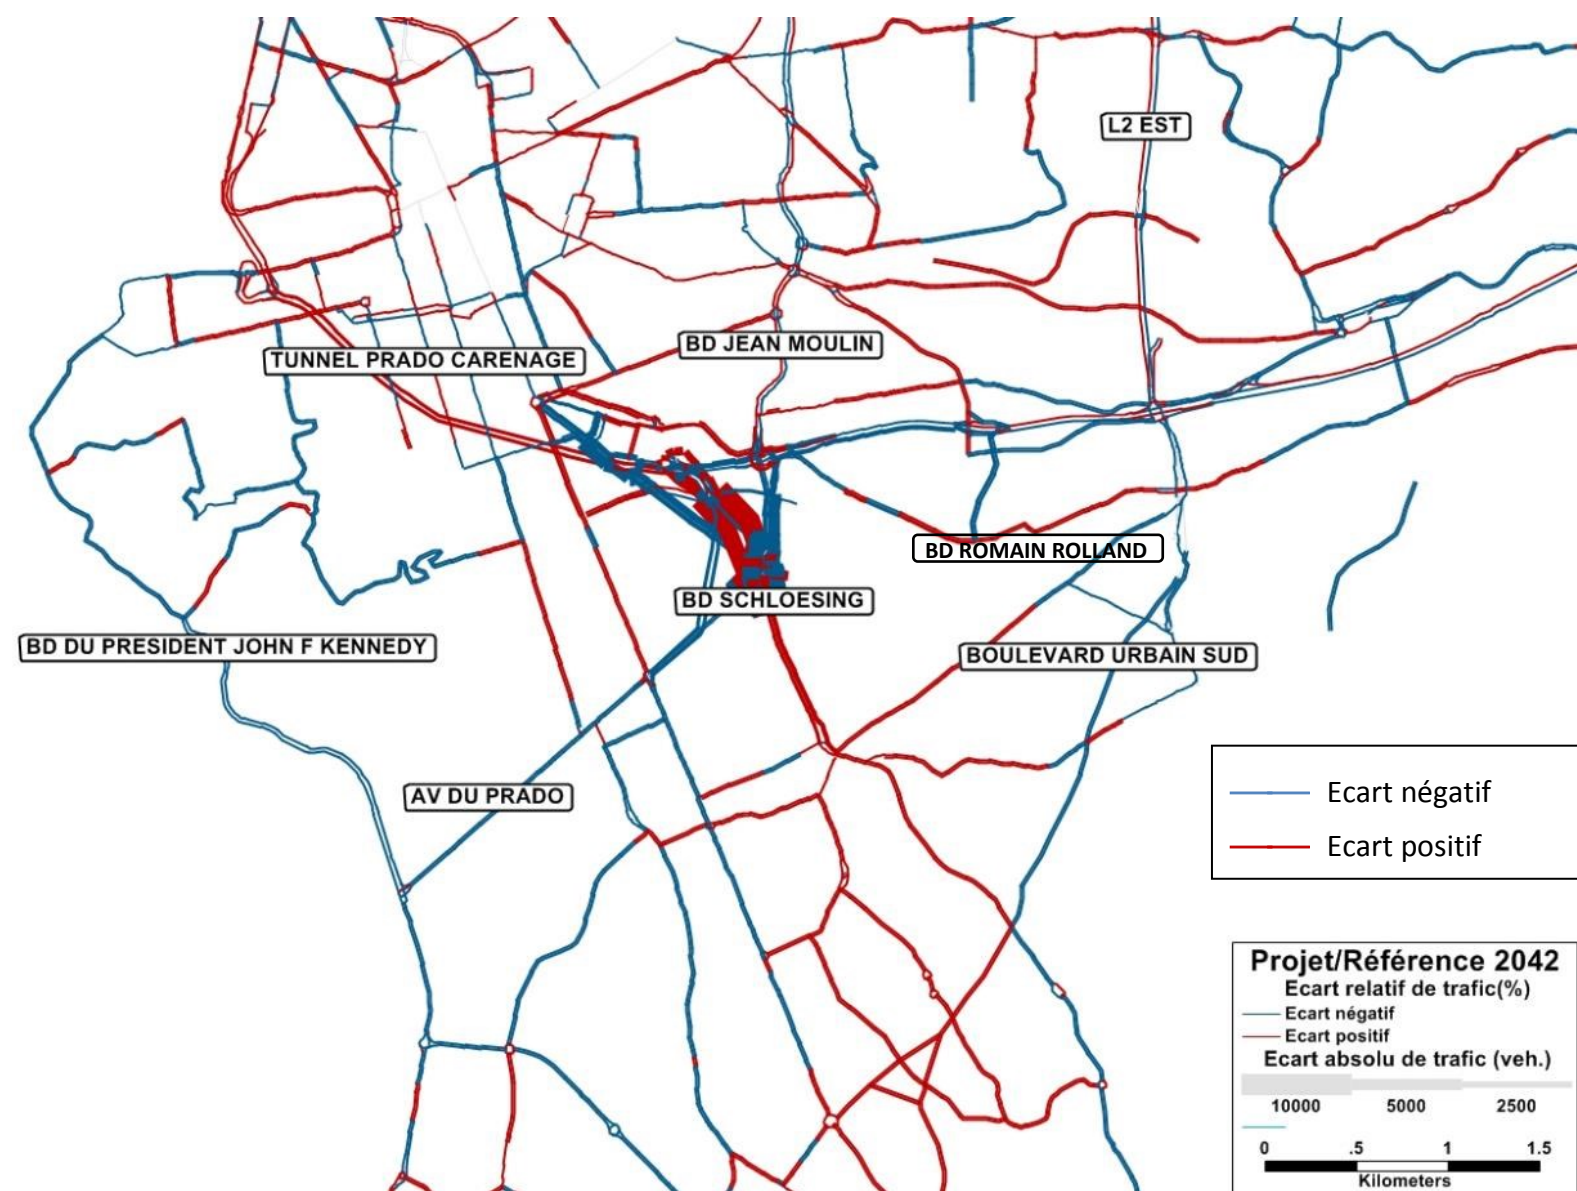 L2 EST
BD JEAN MOULIN
TUNNEL PRADO CARENAGE
BD ROMAIN ROLLAND
BD SCHLOESING
BD DU PRESIDENT JOHN F KENNEDY
BOULEVARD URBAIN SUD
AV DU PRADO
Ecart négatif
Ecart positif
Projet/Référence 2042
Ecart relatif de trafic(%)
Ecart négatif
Ecart positif
Ecart absolu de trafic (veh.)
10000 5000 2500
0 .5 1 1.5
Kilometers